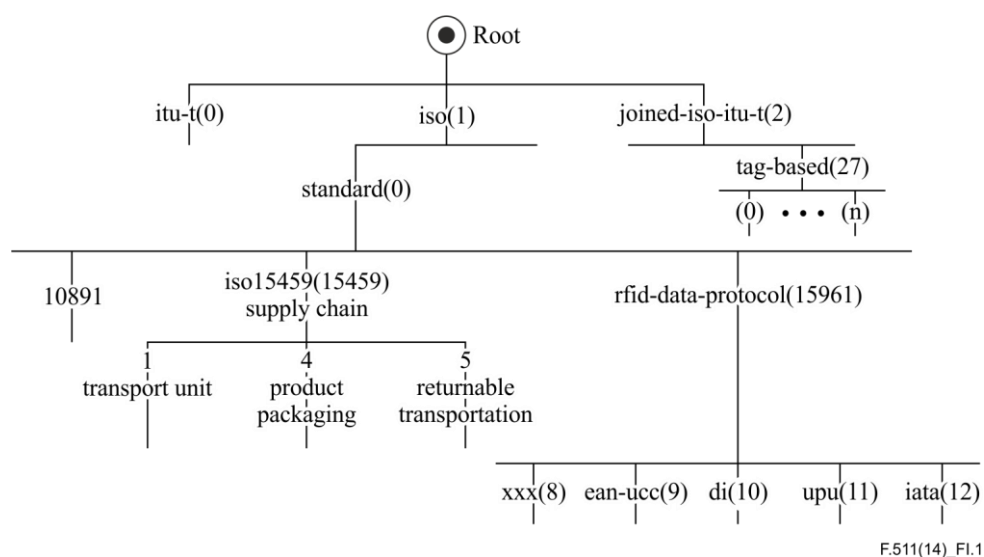 Root
itu-t(0)
iso(1)
joined-iso-itu-t(2)
tag-based(27)
standard(0)
(0) • • • (n)
10891
iso15459(15459)
supply chain
rfid-data-protocol(15961)
1
transport unit
4
product
packaging
5
returnable
transportation
xxx(8)
ean-ucc(9)
di(10)
upu(11)
iata(12)
F.511(14)_FI.1